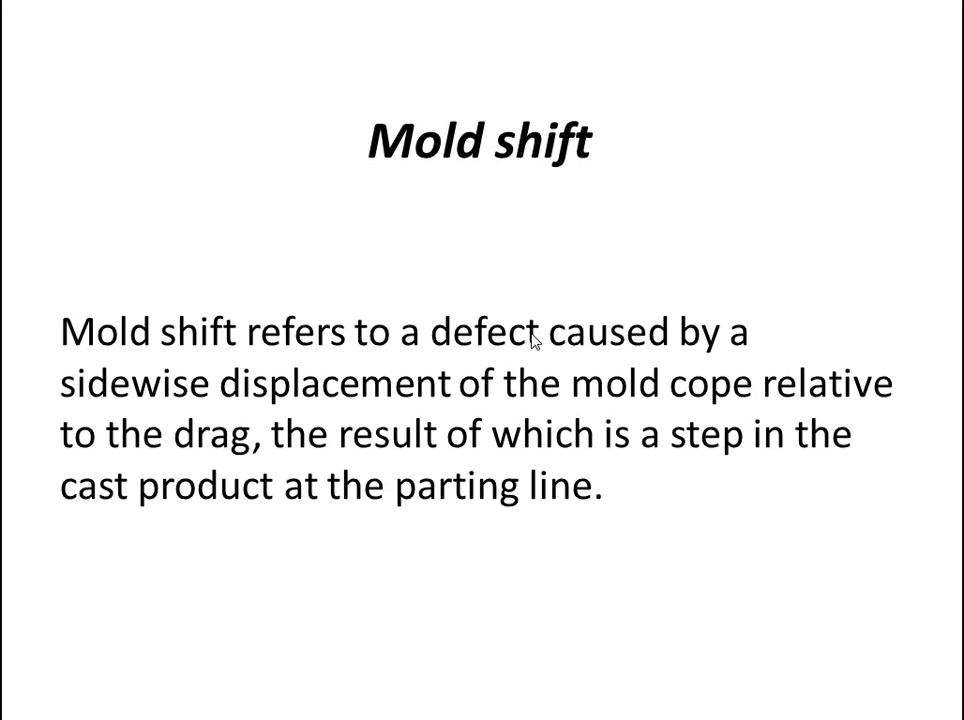 Mold shift
Mold shift refers to a defect caused by a
sidewise displacement of the mold cope relative
to the drag, the result of which is a step in the
cast product at the parting line.